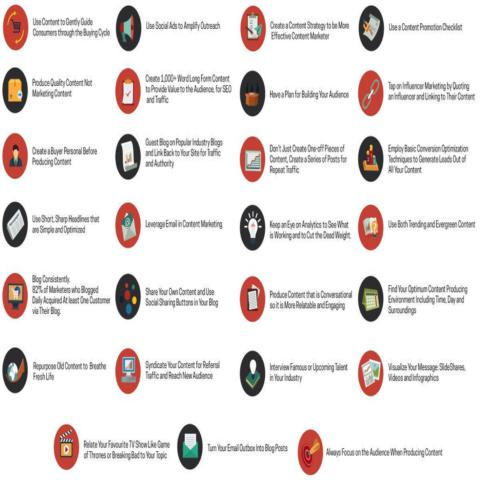 Use Content to Gently Guide
Consumers through the Buying Cycle
Use Social Ads to Amplify Outreach
Create a Content Strategy to be More
Effective Content Marketer
Use a Content Promotion Checklist
Produce Quality Content Not
Marketing Content
Create 1,000+ Word Long Form Content
to Provide Value to the Audience, for SEO
and Traffic
Have a Plan for Building Your Audience
Tap on Influencer Marketing by Quoting
an Influencer and Linking to Their Content
Create a Buyer Personal Before
Producing Content
Guest Blog on Popular Industry Blogs
and Link Back to Your Site for Traffic
and Authority
Don't Just Create One-off Pieces of
Content, Create a Series of Posts for
Repeat Traffic
Employ Basic Conversion Optimization
Techniques to Generate Leads Out of
All Your Content
Use Short, Sharp Headlines that
are Simple and Optimized
Leverage Email in Content Marketing
Keep an Eye on Analytics to See What
is Working and to Cut the Dead Weight.
Use Both Trending and Evergreen Content
Blog Consistently.
82% of Marketers who Blogged
Daily Acquired At least One Customer
via Their Blog.
Share Your Own Content and Use
Social Sharing Buttons in Your Blog
Produce Content that is Conversational
so it is More Relatable and Engaging
Find Your Optimum Content Producing
Environment Including Time, Day and
Surroundings
Repurpose Old Content to Breathe
Fresh Life
Syndicate Your Content for Referral
Traffic and Reach New Audience
Interview Famous or Upcoming Talent
in Your Industry
Visualize Your Message: SlideShares,
Videos and Infographics
Relate Your Favourite TV Show Like Game
of Thrones or Breaking Bad to Your Topic
Turn Your Email Outbox Into Blog Posts
Always Focus on the Audience When Producing Content